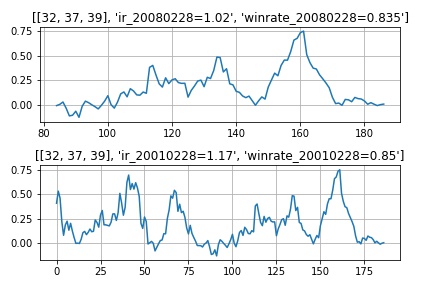 [[32, 37, 39], 'ir_20080228=1.02', 'winrate_20080228=0.835']
0.75
0.50
0.25
0.00
80 100 120 140 160 180
[[32, 37, 39], 'ir_20010228=1.17', 'winrate_20010228=0.85']
0.75
0.50
0.25
0.00
0 25 50 75 100 125 150 175